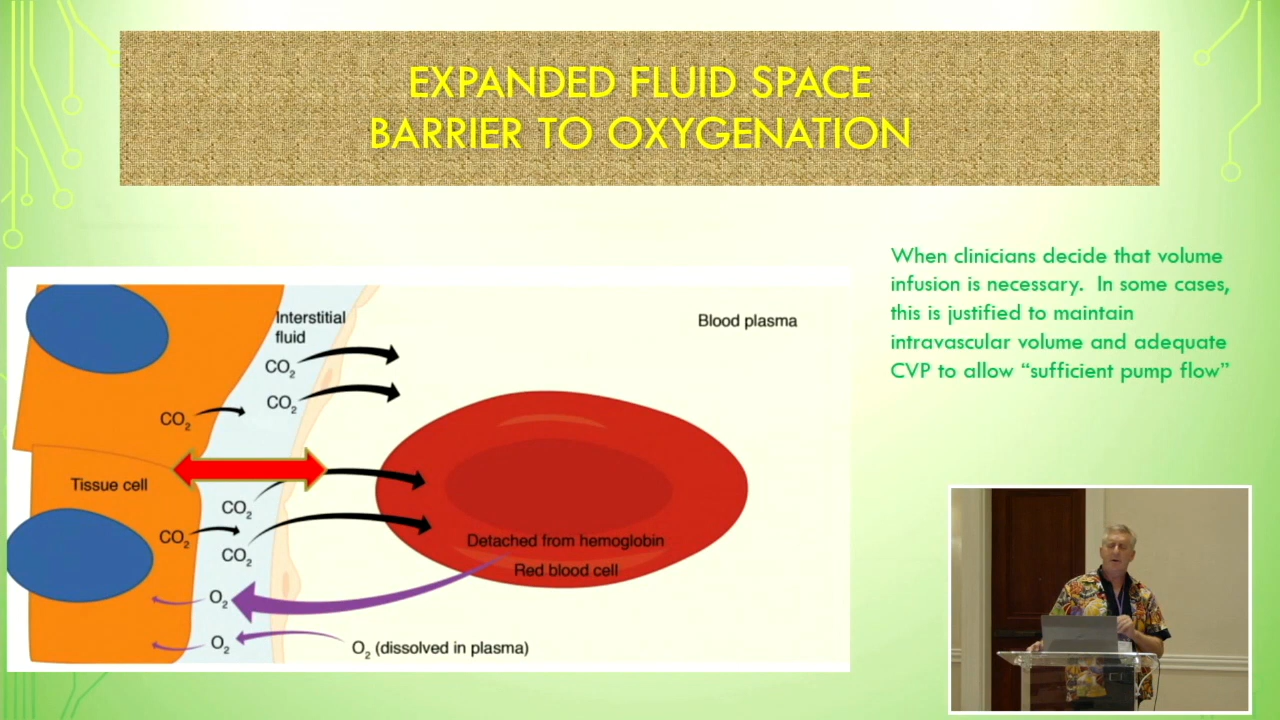 EXPANDED FLUID SPACE
BARRIER TO OXYGENATION
When clinicians decide that volume
infusion is necessary.  In some cases,
this is justified to maintain
intravascular volume and adequate
CVP to allow “sufficient pump flow”
Interstitial
fluid
Blood plasma
CO₂
CO₂
CO₂
Tissue cell
CO₂
CO₂
CO₂
Detached from hemoglobin
Red blood cell
O₂
O₂
O₂ (dissolved in plasma)